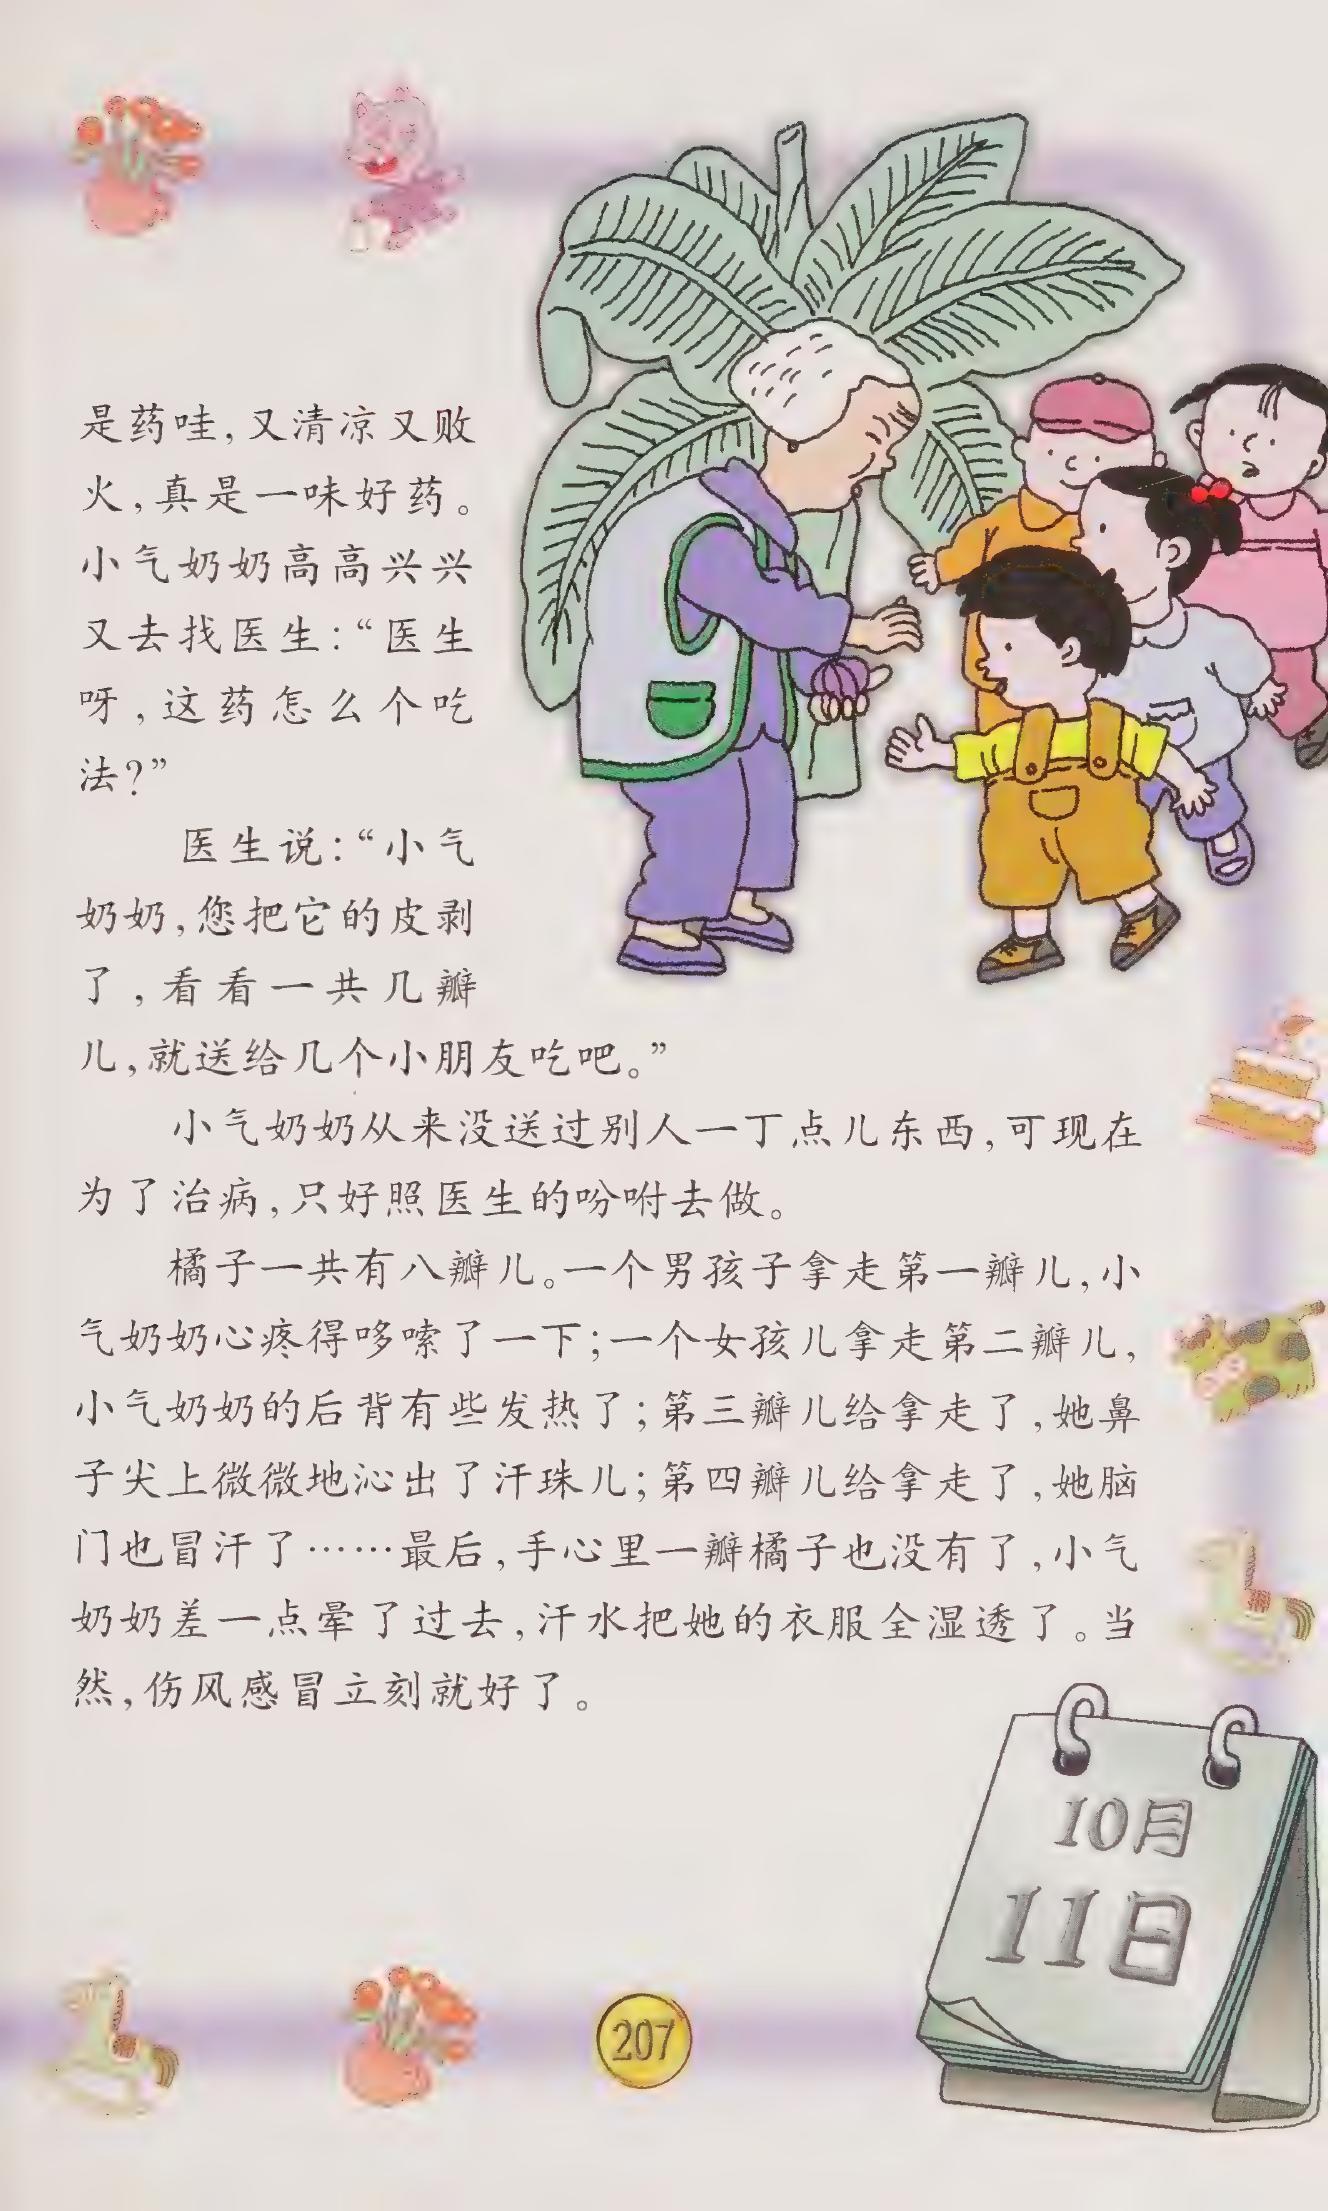 是药哇,又清凉又败
火,真是一味好药。
小气奶奶高高兴兴
又去找医生:“医生
呀,这药怎么个吃
法?”
医生说:“小气
奶奶,您把它的皮剥
了,看看一共几瓣
儿,就送给几个小朋友吃吧。”
小气奶奶从来没送过别人一丁点儿东西,可现在
为了治病,只好照医生的吩咐去做。
橘子一共有八瓣儿。一个男孩子拿走第一瓣儿,小
气奶奶心疼得哆嗦了一下;一个女孩儿拿走第二瓣儿,
小气奶奶的后背有些发热了;第三瓣儿给拿走了,她鼻
子尖上微微地沁出了汗珠儿;第四瓣儿给拿走了,她脑
门也冒汗了……最后,手心里一瓣橘子也没有了,小气
奶奶差一点晕了过去,汗水把她的衣服全湿透了。当
然,伤风感冒立刻就好了。
10月
11日
207